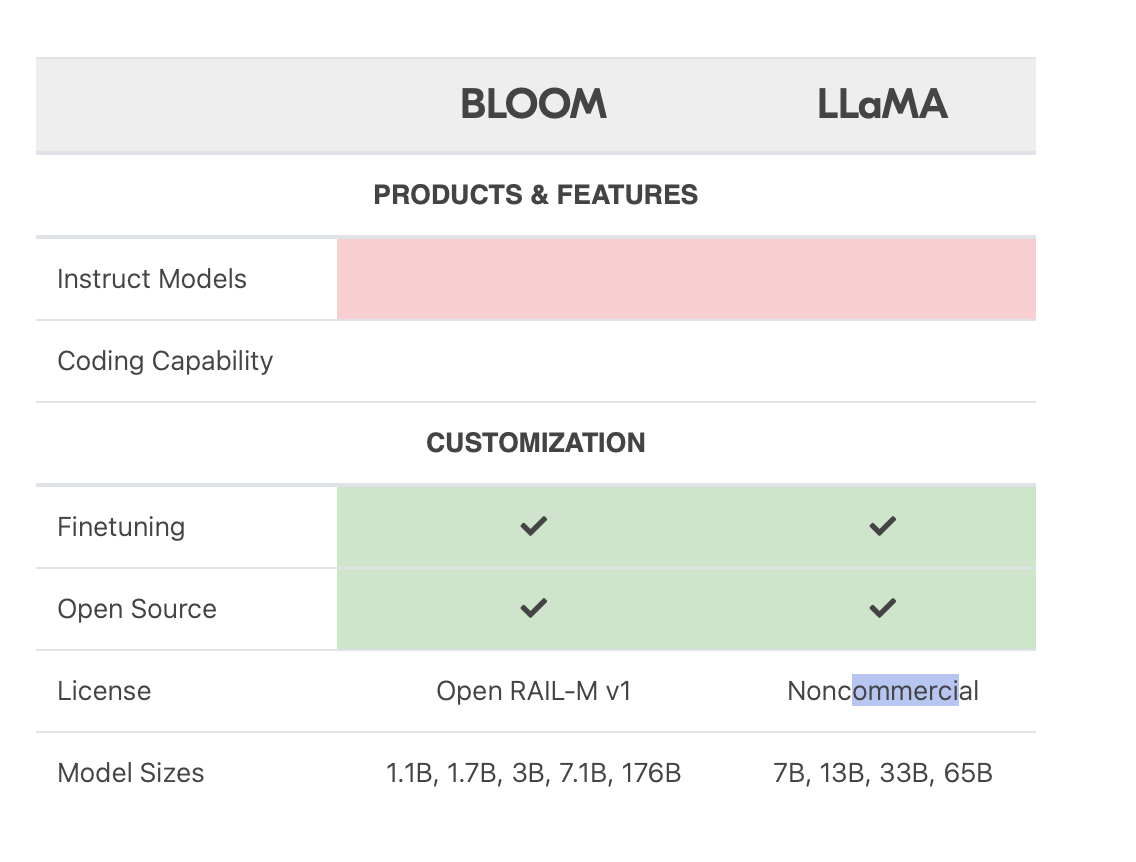 BLOOM LLaMA
PRODUCTS & FEATURES
Instruct Models
Coding Capability
CUSTOMIZATION
Finetuning ✔ ✔
Open Source ✔ ✔
License Open RAIL-M v1 Noncommercial
Model Sizes 1.1B, 1.7B, 3B, 7.1B, 176B 7B, 13B, 33B, 65B